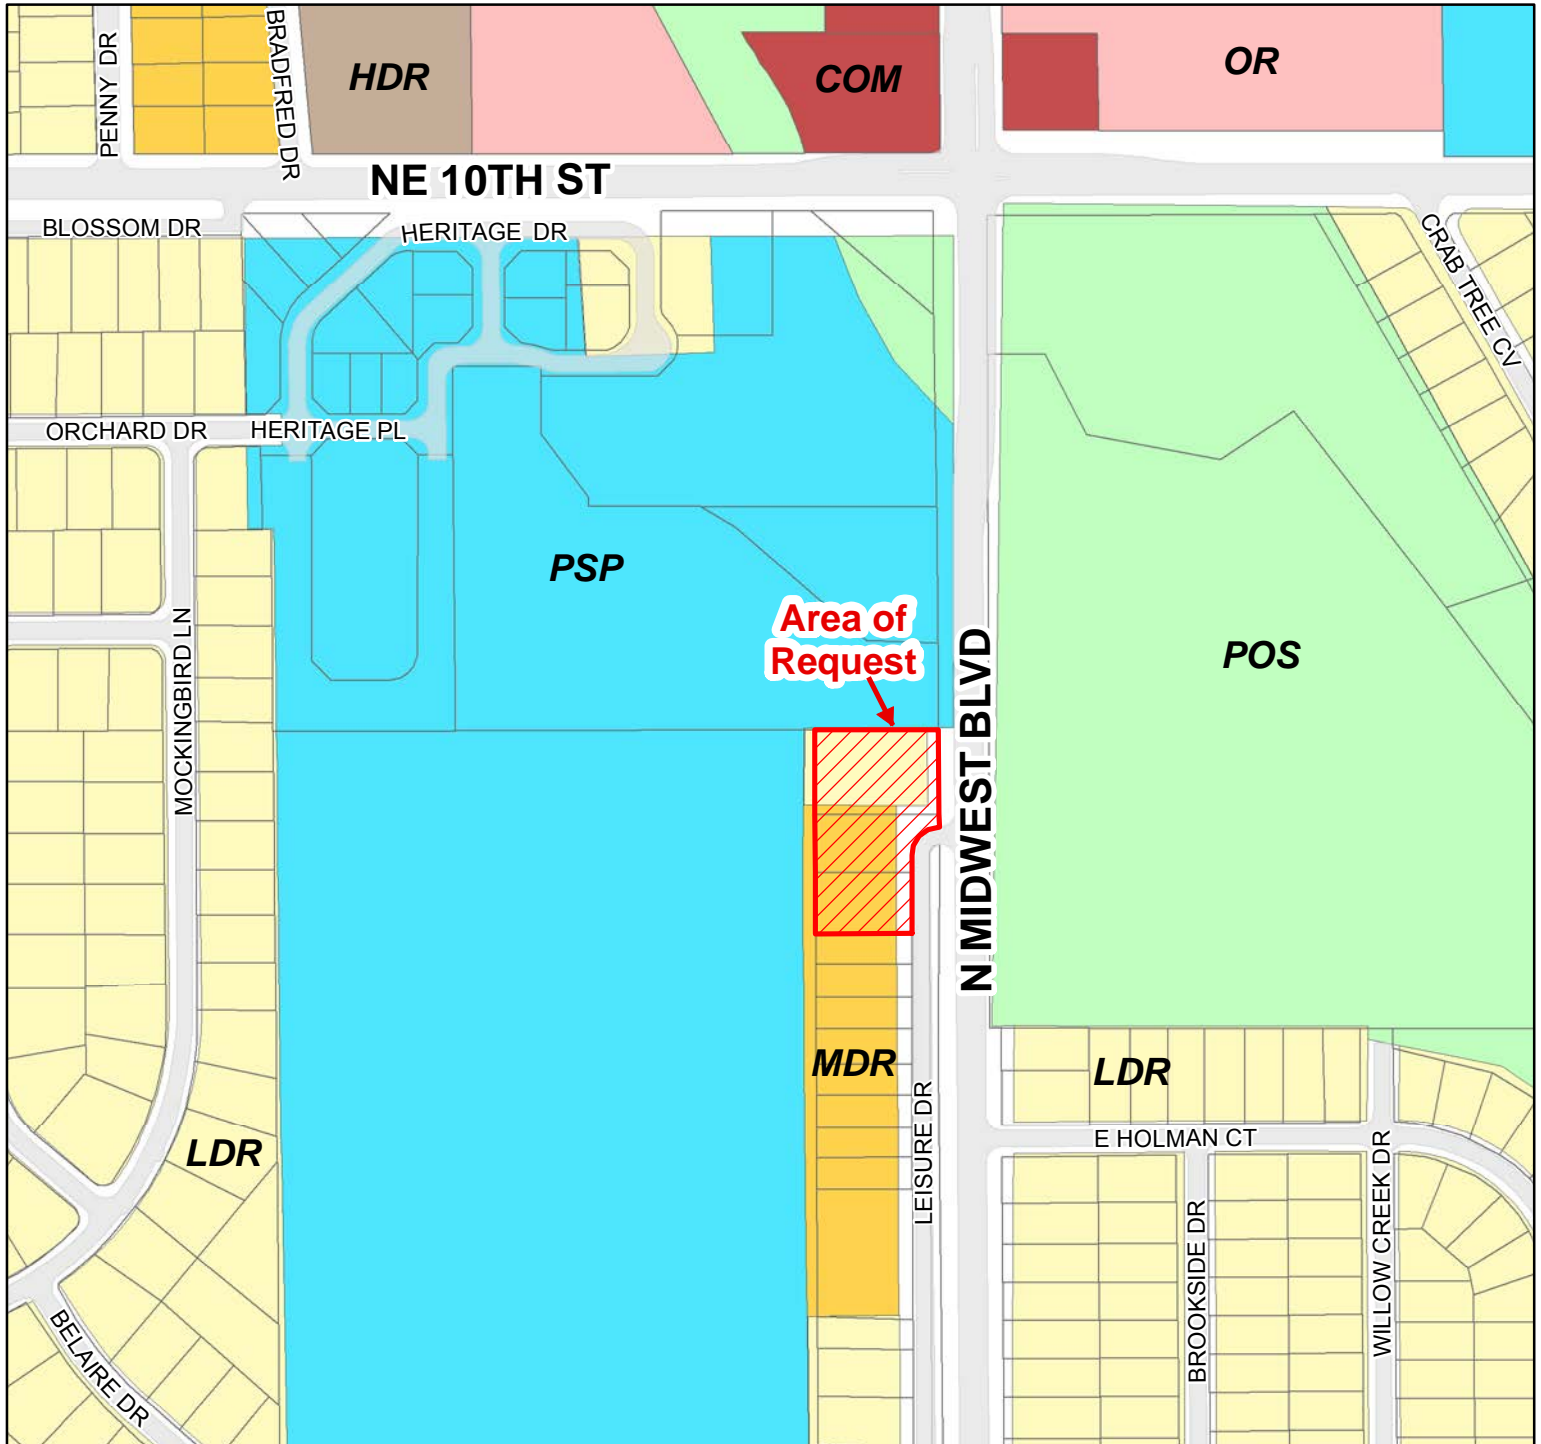 PENNY DR
BRADFRED DR
HDR
COM
OR
NE 10TH ST
BLOSSOM DR
HERITAGE DR
CRAB TREE CV
ORCHARD DR
HERITAGE PL
PSP
Area of
Request
MOCKINGBIRD LN
N MIDWEST BLVD
POS
MDR
LDR
LDR
LEISURE DR
E HOLMAN CT
BROOKSIDE DR
WILLOW CREEK DR
BELAIRE DR